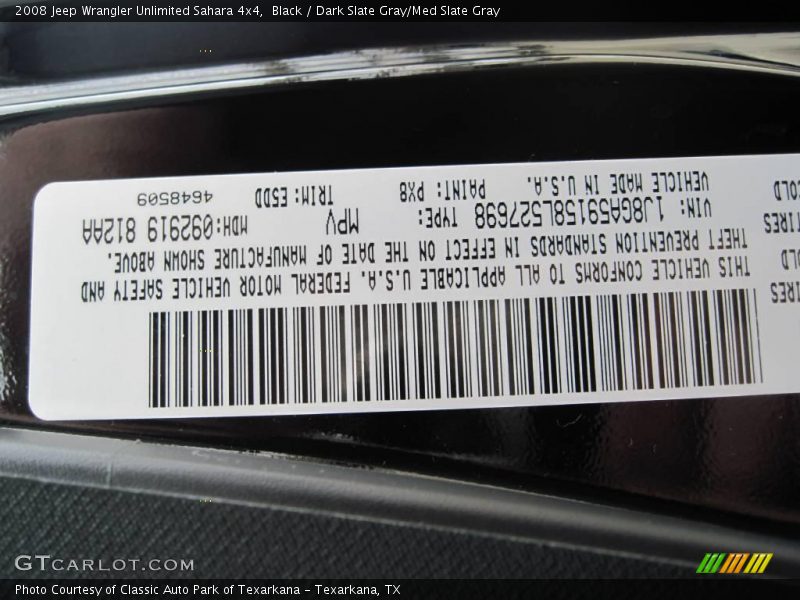 2008 Jeep Wrangler Unlimited Sahara 4x4, Black / Dark Slate Gray/Med Slate Gray
THIS VEHICLE CONFORMS TO ALL APPLICABLE U.S.A. FEDERAL MOTOR VEHICLE SAFETY AND
THEFT PREVENTION STANDARDS IN EFFECT ON THE DATE OF MANUFACTURE SHOWN ABOVE.
VIN: 1J8GA59158L527698 TYPE: MPV MDH:092919 812AA
VEHICLE MADE IN U.S.A. PAINT: PX8 TRIM: E5DD 4648509
GTCARLOT.COM
Photo Courtesy of Classic Auto Park of Texarkana - Texarkana, TX